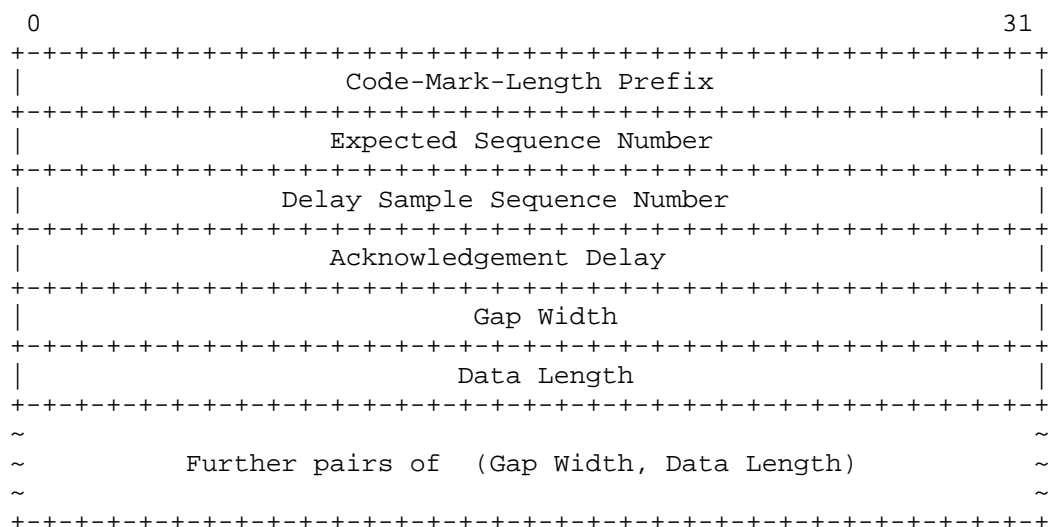 0                                                             31
+-+-+-+-+-+-+-+-+-+-+-+-+-+-+-+-+-+-+-+-+-+-+-+-+-+-+-+-+-+-+-+-+
|                    Code-Mark-Length Prefix                    |
+-+-+-+-+-+-+-+-+-+-+-+-+-+-+-+-+-+-+-+-+-+-+-+-+-+-+-+-+-+-+-+-+
|                   Expected Sequence Number                    |
+-+-+-+-+-+-+-+-+-+-+-+-+-+-+-+-+-+-+-+-+-+-+-+-+-+-+-+-+-+-+-+-+
|                Delay Sample Sequence Number                   |
+-+-+-+-+-+-+-+-+-+-+-+-+-+-+-+-+-+-+-+-+-+-+-+-+-+-+-+-+-+-+-+-+
|                   Acknowledgement Delay                       |
+-+-+-+-+-+-+-+-+-+-+-+-+-+-+-+-+-+-+-+-+-+-+-+-+-+-+-+-+-+-+-+-+
|                            Gap Width                          |
+-+-+-+-+-+-+-+-+-+-+-+-+-+-+-+-+-+-+-+-+-+-+-+-+-+-+-+-+-+-+-+-+
|                           Data Length                         |
+-+-+-+-+-+-+-+-+-+-+-+-+-+-+-+-+-+-+-+-+-+-+-+-+-+-+-+-+-+-+-+-+
~                                                               ~
~          Further pairs of  (Gap Width, Data Length)           ~
~                                                               ~
+-+-+-+-+-+-+-+-+-+-+-+-+-+-+-+-+-+-+-+-+-+-+-+-+-+-+-+-+-+-+-+-+